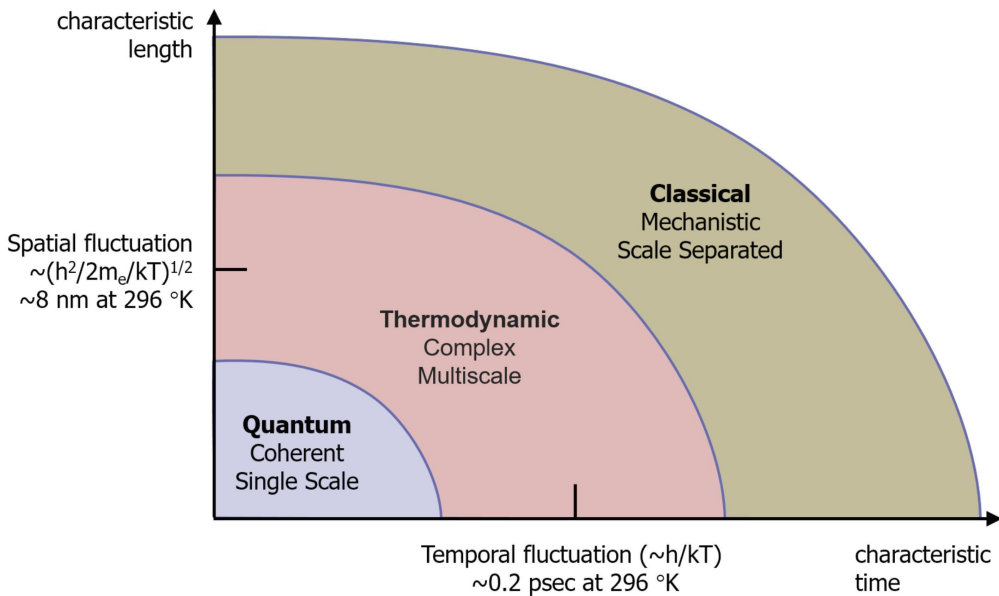 characteristic
length
Classical
Mechanistic
Scale Separated
Spatial fluctuation
~(h²/2mₑ/kT)¹/²
~8 nm at 296 °K
Thermodynamic
Complex
Multiscale
Quantum
Coherent
Single Scale
Temporal fluctuation (~h/kT)
~0.2 psec at 296 °K
characteristic
time